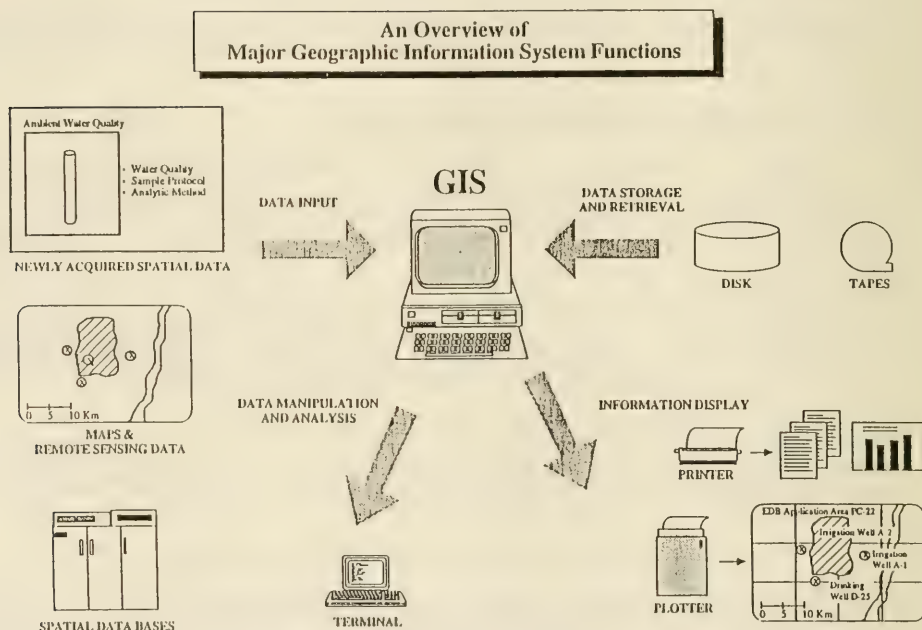 An Overview of
Major Geographic Information System Functions
Ambient Water Quality
• Water Quality
• Sample Protocol
• Analytic Method
NEWLY ACQUIRED SPATIAL DATA
DATA INPUT
GIS
DATA STORAGE
AND RETRIEVAL
DISK
TAPES
0 5 10 Km
MAPS &
REMOTE SENSING DATA
DATA MANIPULATION
AND ANALYSIS
INFORMATION DISPLAY
PRINTER
SPATIAL DATA BASES
TERMINAL
PLOTTER
EDB Application Area PC-22
Irrigation Well A-2
Irrigation
Well A-1
Drinking
Well D-25
0 5 10 Km